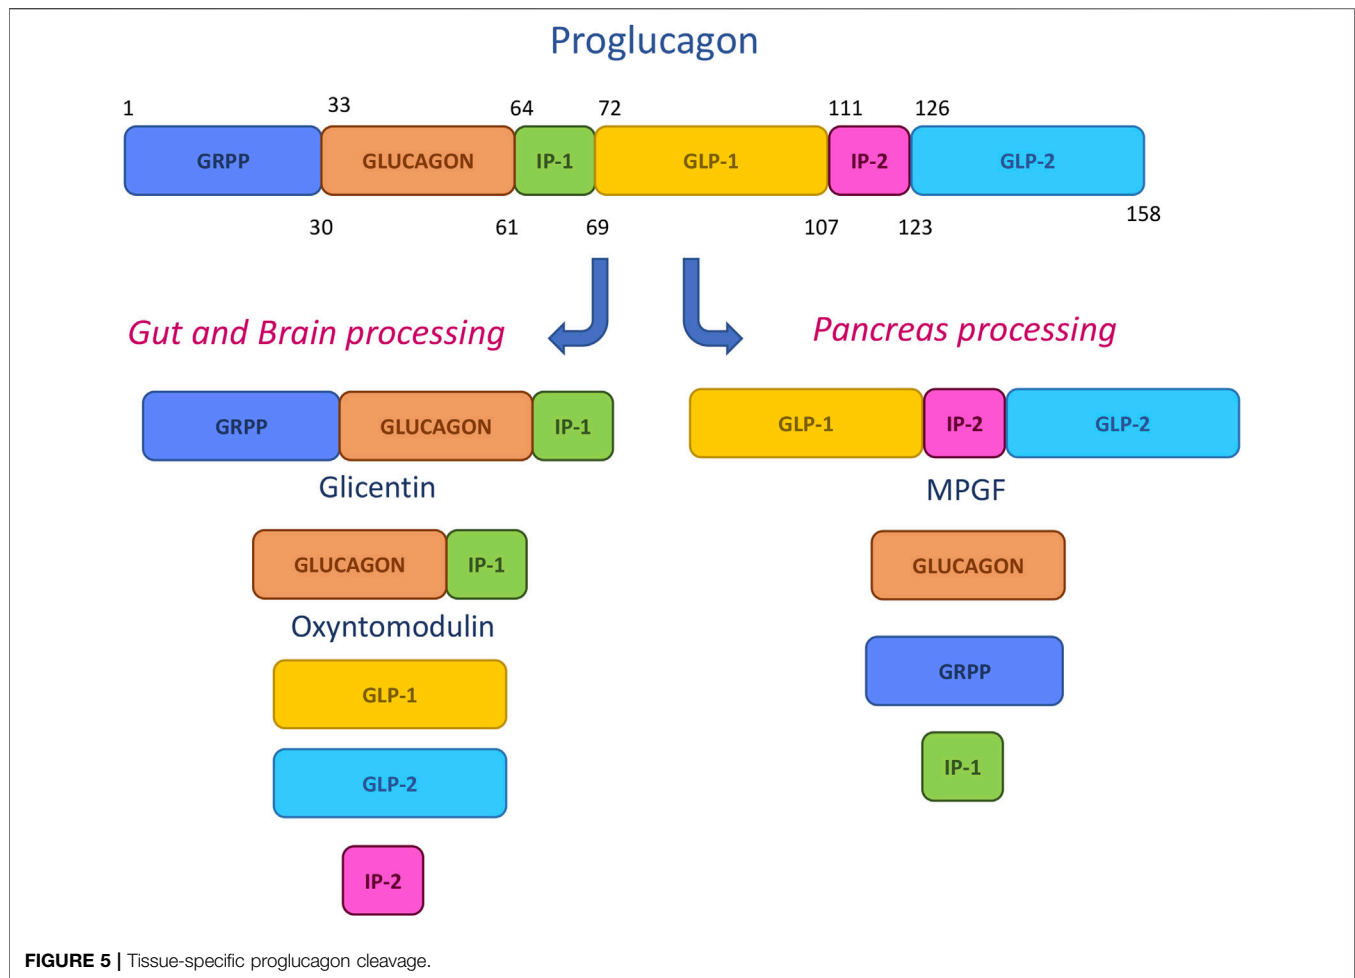 Proglucagon
1 33 64 72 111 126
GRPP GLUCAGON IP-1 GLP-1 IP-2 GLP-2
30 61 69 107 123 158
Gut and Brain processing
GRPP GLUCAGON IP-1
Glicentin
GLUCAGON IP-1
Oxyntomodulin
GLP-1
GLP-2
IP-2
Pancreas processing
GLP-1 IP-2 GLP-2
MPGF
GLUCAGON
GRPP
IP-1
FIGURE 5 | Tissue-specific proglucagon cleavage.